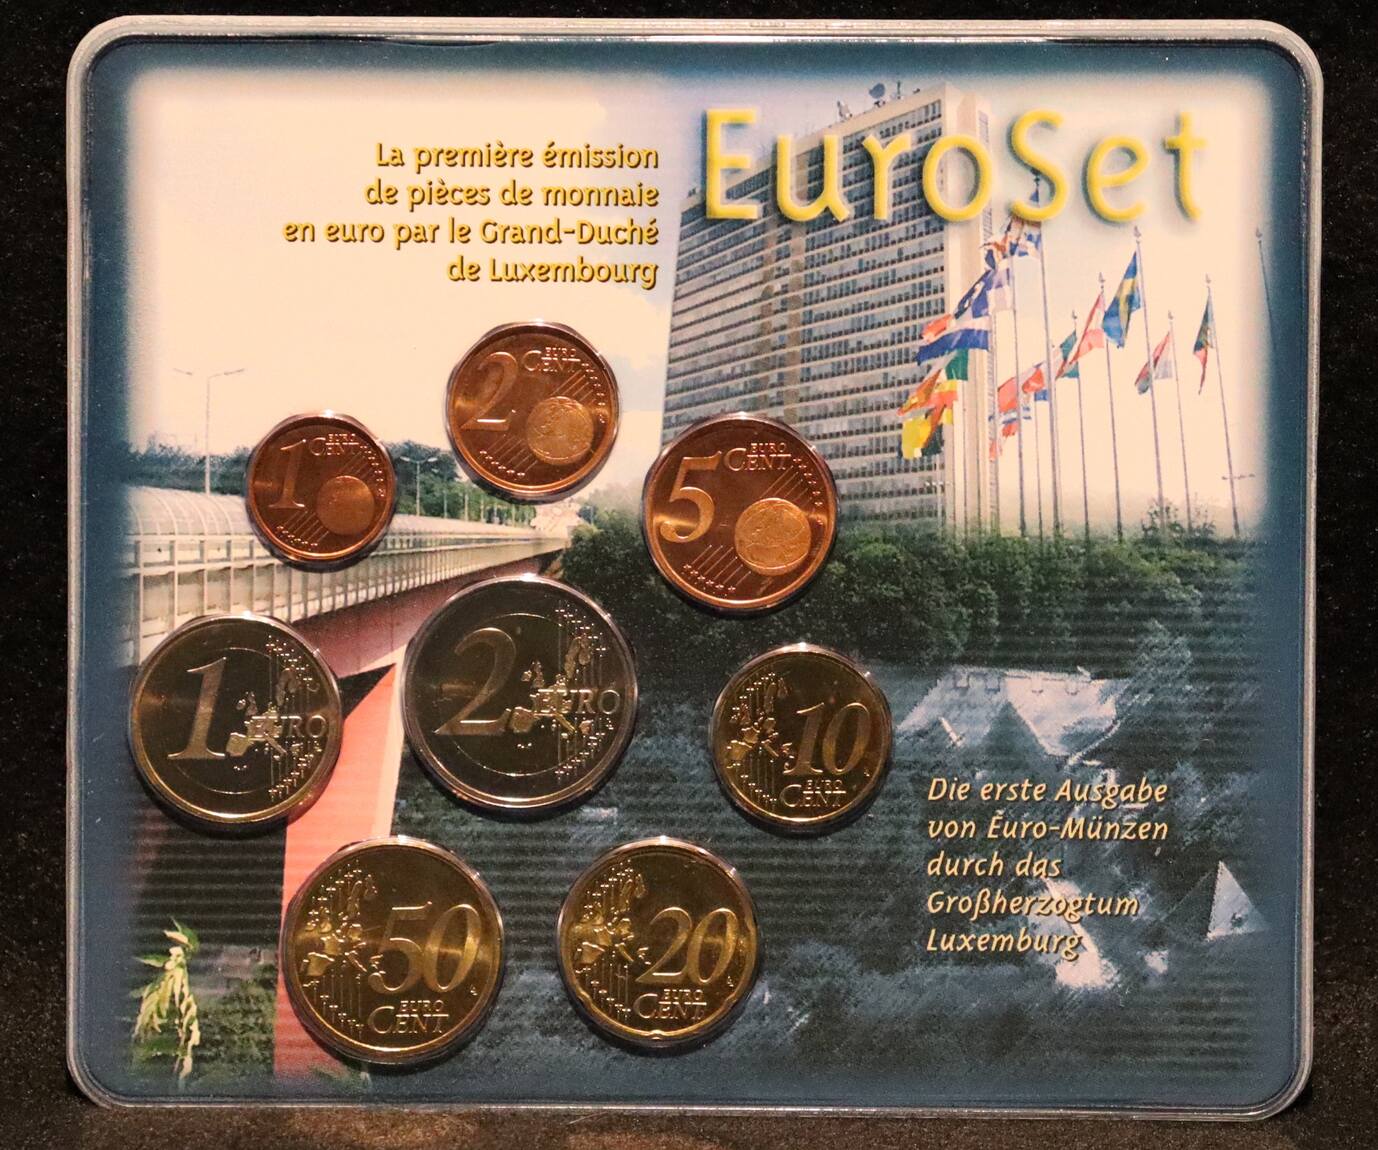 EuroSet
La première émission
de pièces de monnaie
en euro par le Grand-Duché
de Luxembourg
2 EURO CENT
1 EURO CENT
5 EURO CENT
1 EURO
2 EURO
10 EURO CENT
50 EURO CENT
20 EURO CENT
Die erste Ausgabe
von Euro-Münzen
durch das
Großherzogtum
Luxemburg